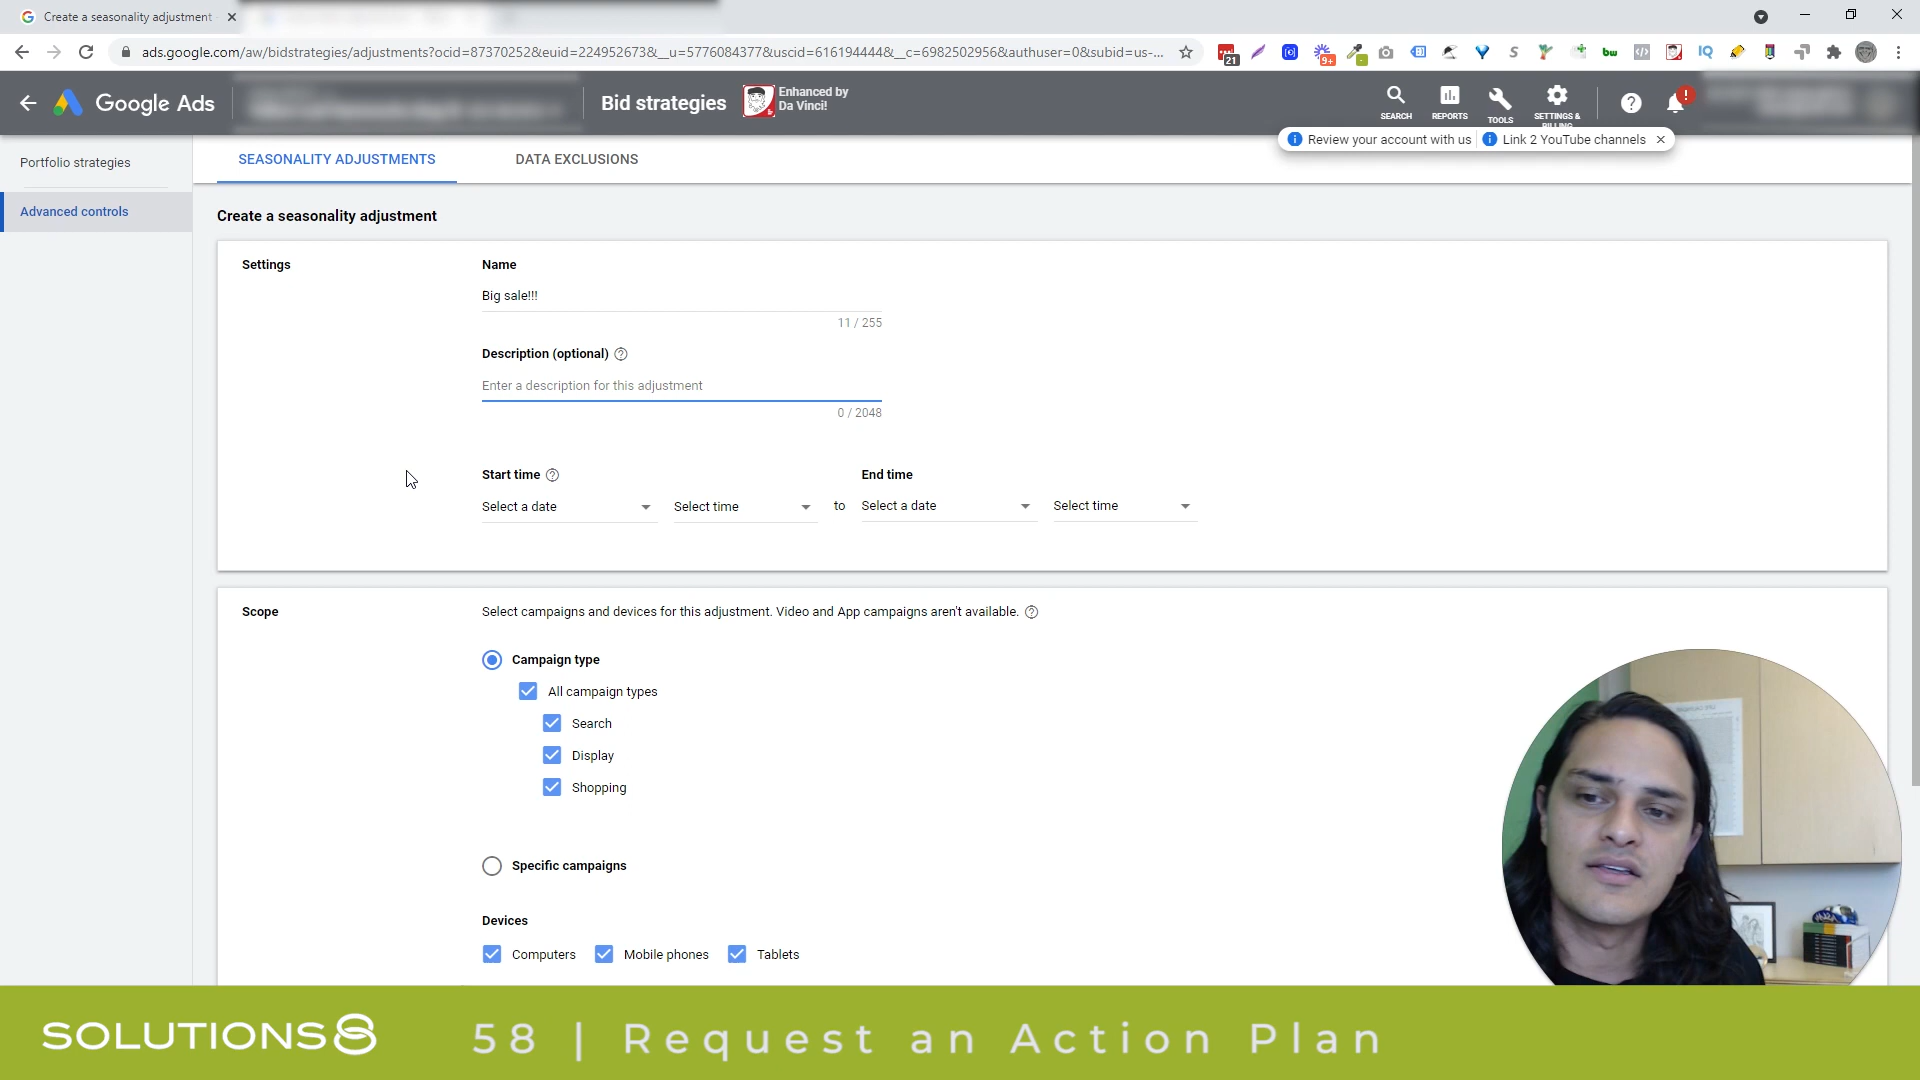 Create a seasonality adjustment
ads.google.com/aw/bidstrategies/adjustments?ocid=87370252&euid=224952673&__u=5776084377&uscid=616194444&__c=6982502956&authuser=0&subid=us-...
21
9+
bw
IQ
Google Ads
Bid strategies
Enhanced by
Da Vinci!
SEARCH
REPORTS
TOOLS
SETTINGS &
BILLING
Review your account with us
Link 2 YouTube channels
Portfolio strategies
Advanced controls
SEASONALITY ADJUSTMENTS
DATA EXCLUSIONS
Create a seasonality adjustment
Settings
Name
Big sale!!!
11 / 255
Description (optional)
Enter a description for this adjustment
0 / 2048
Start time
End time
Select a date
Select time
to
Select a date
Select time
Scope
Select campaigns and devices for this adjustment. Video and App campaigns aren't available.
Campaign type
All campaign types
Search
Display
Shopping
Specific campaigns
Devices
Computers
Mobile phones
Tablets
SOLUTIONS8
58 | Request an Action Plan